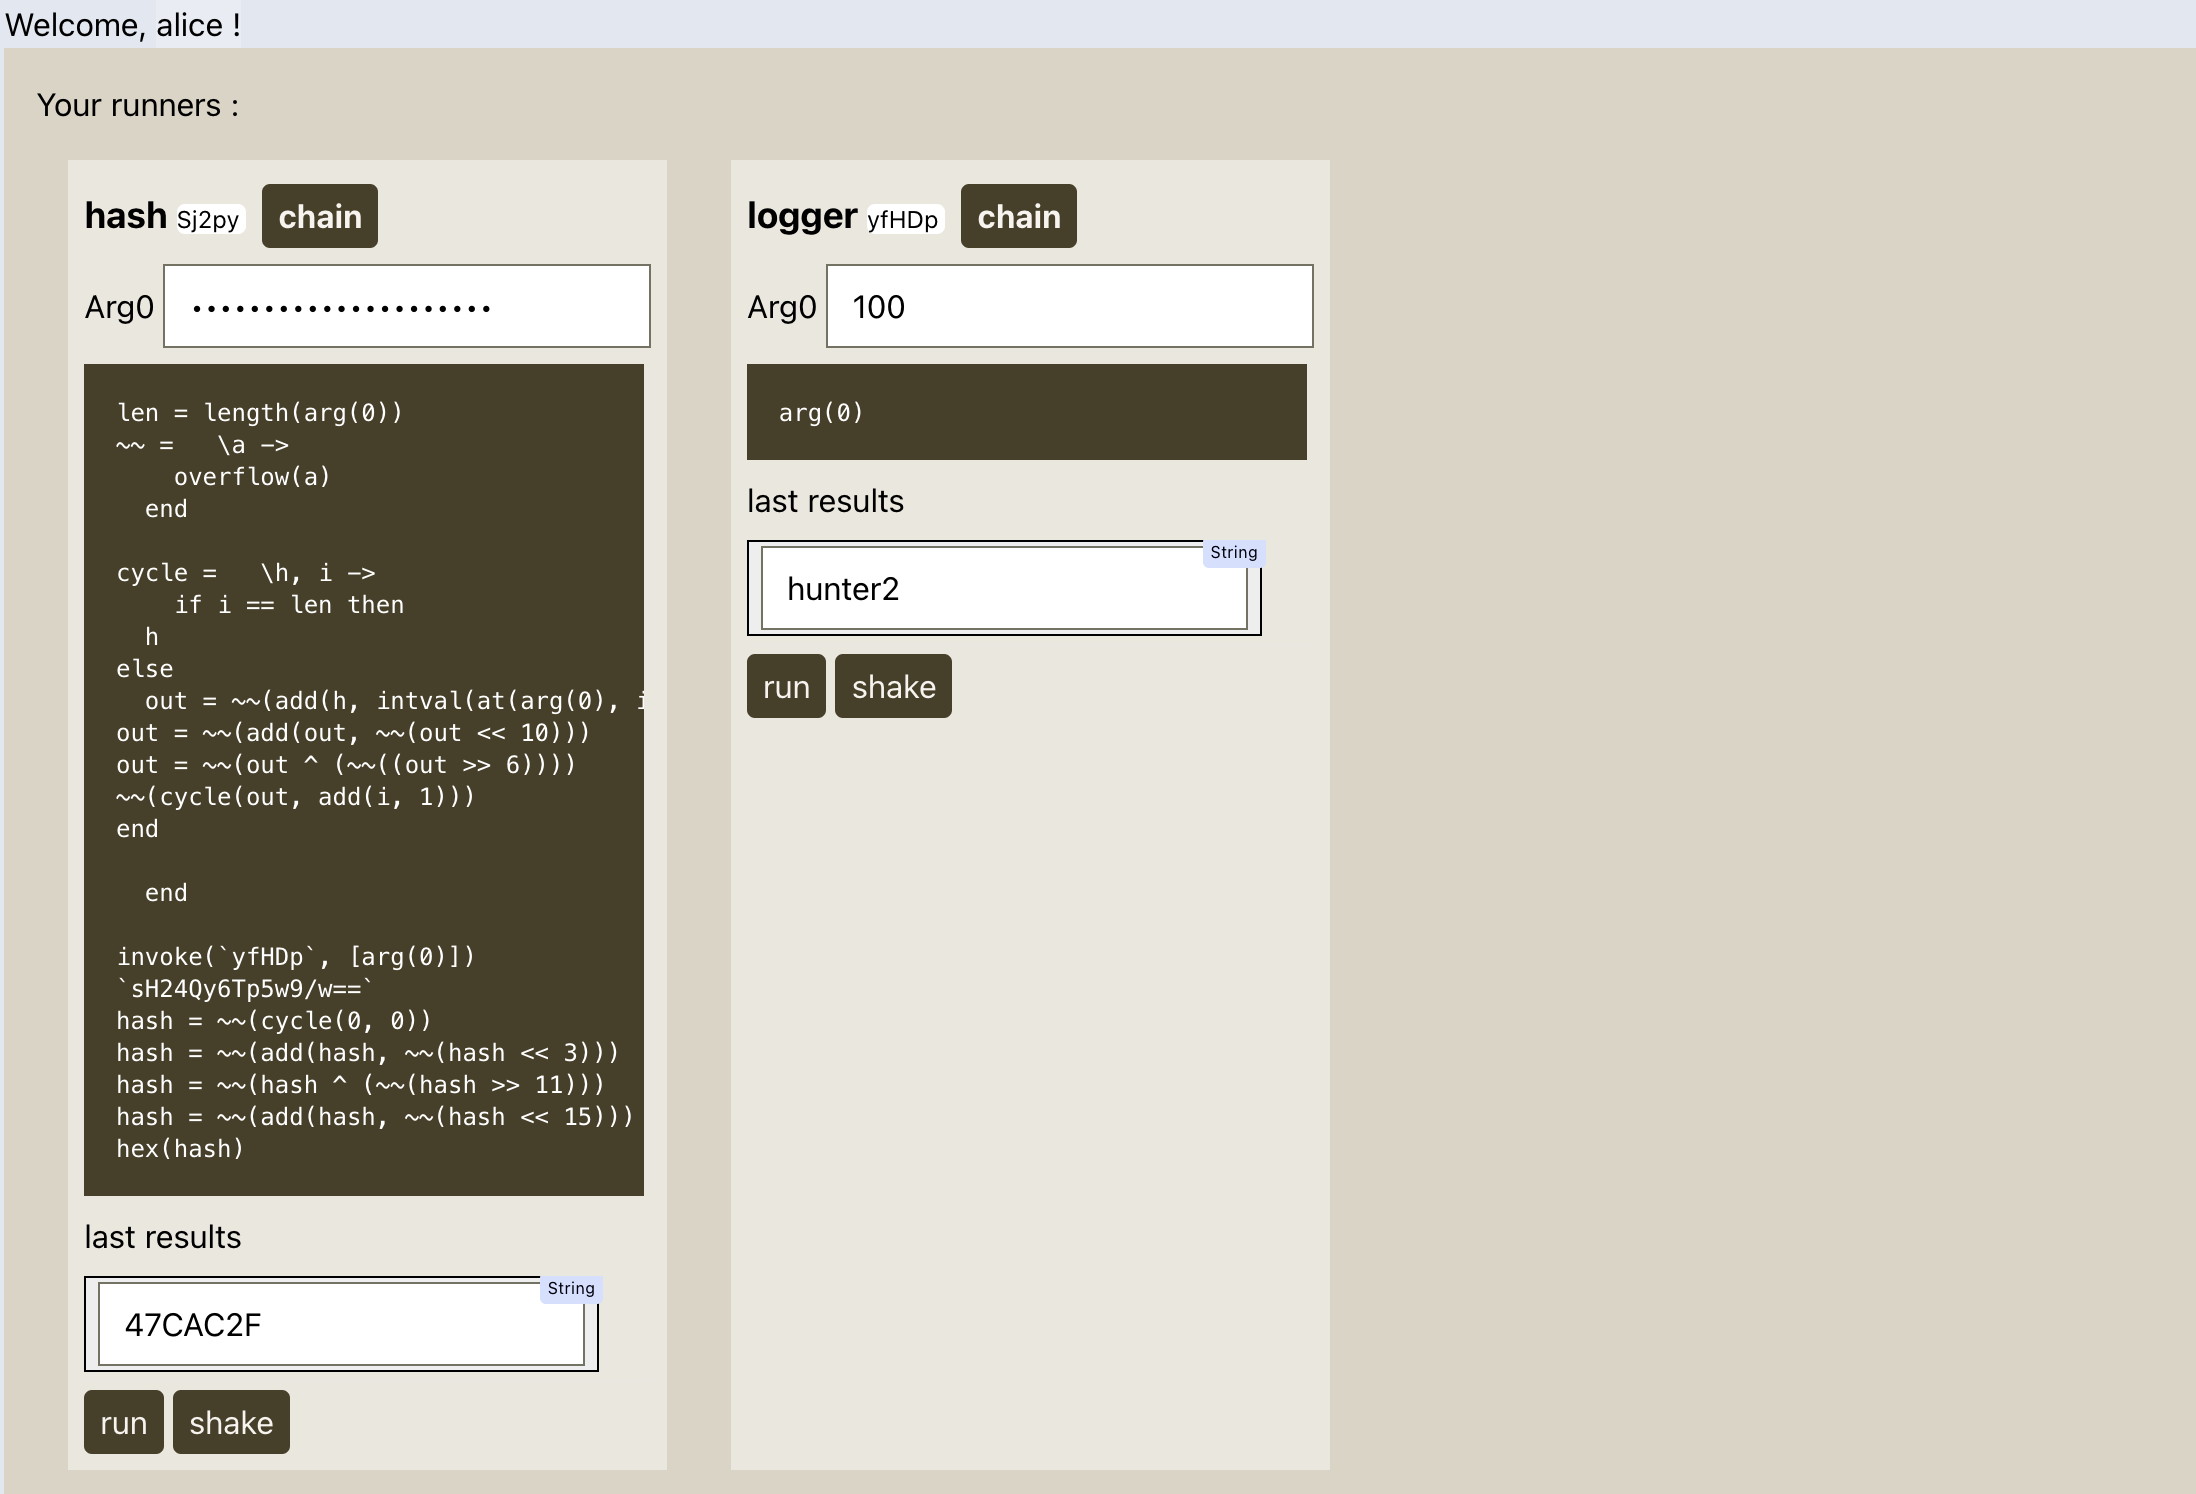 Welcome, alice !
Your runners :
hash Sj2py chain
Arg0 •••••••••••••••••••••
len = length(arg(0))
~~ =   \a ->
    overflow(a)
  end
cycle =   \h, i ->
    if i == len then
  h
else
  out = ~~(add(h, intval(at(arg(0), i
out = ~~(add(out, ~~(out << 10)))
out = ~~(out ^ (~~((out >> 6))))
~~(cycle(out, add(i, 1)))
end
  end
invoke(`yfHDp`, [arg(0)])
`sH24Qy6Tp5w9/w==`
hash = ~~(cycle(0, 0))
hash = ~~(add(hash, ~~(hash << 3)))
hash = ~~(hash ^ (~~(hash >> 11)))
hash = ~~(add(hash, ~~(hash << 15)))
hex(hash)
last results
String
47CAC2F
run shake
logger yfHDp chain
Arg0 100
arg(0)
last results
String
hunter2
run shake